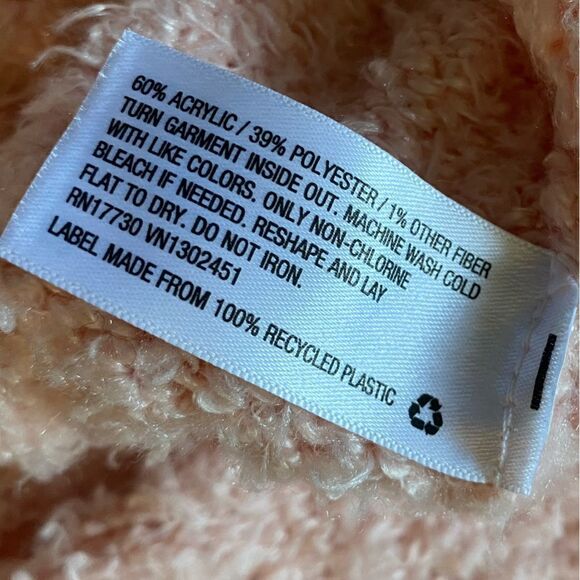 60% ACRYLIC / 39% POLYESTER / 1% OTHER FIBER
TURN GARMENT INSIDE OUT. MACHINE WASH COLD
WITH LIKE COLORS. ONLY NON-CHLORINE
BLEACH IF NEEDED. RESHAPE AND LAY
FLAT TO DRY. DO NOT IRON.
RN17730 VN1302451
LABEL MADE FROM 100% RECYCLED PLASTIC